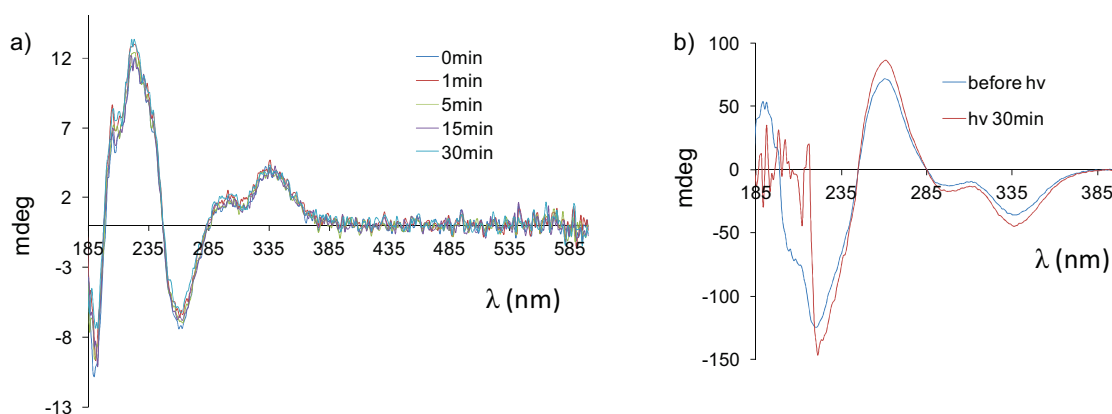 a)
12
7
2
-3
-8
-13
mdeg
185 235 285 335 385 435 485 535 585
λ (nm)
0min
1min
5min
15min
30min
b)
100
50
0
-50
-100
-150
mdeg
185 235 285 335 385
λ (nm)
before hv
hv 30min